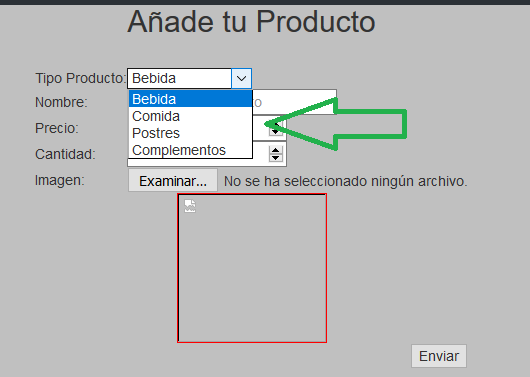 Añade tu Producto
Tipo Producto: Bebida
Bebida
Comida
Postres
Complementos
Nombre:
Precio:
Cantidad:
Imagen: Examinar... No se ha seleccionado ningún archivo.
Enviar